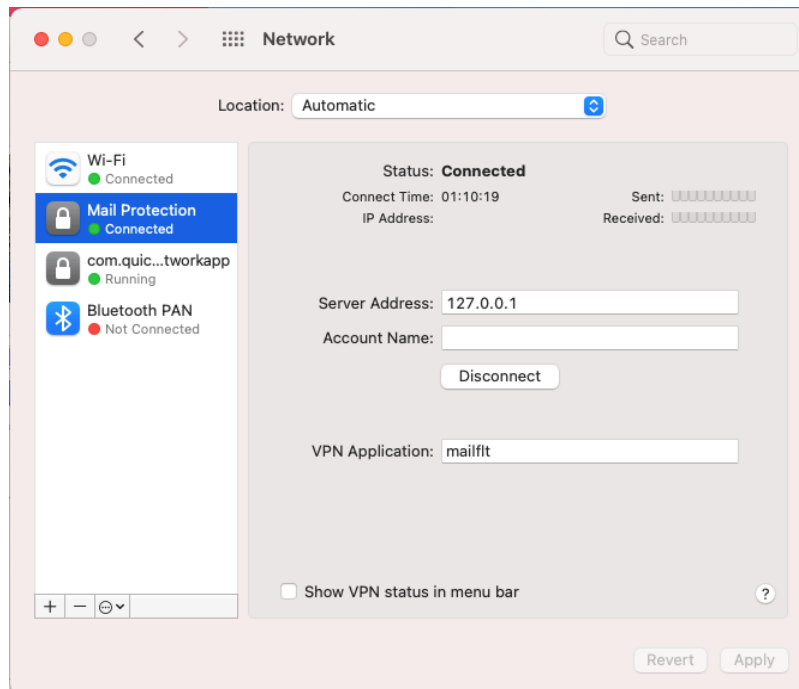 Network
Search
Location: Automatic
Wi-Fi
Connected
Mail Protection
Connected
com.quic...tworkapp
Running
Bluetooth PAN
Not Connected
Status: Connected
Connect Time: 01:10:19 Sent:
IP Address: Received:
Server Address: 127.0.0.1
Account Name:
Disconnect
VPN Application: mailflt
Show VPN status in menu bar
?
Revert Apply